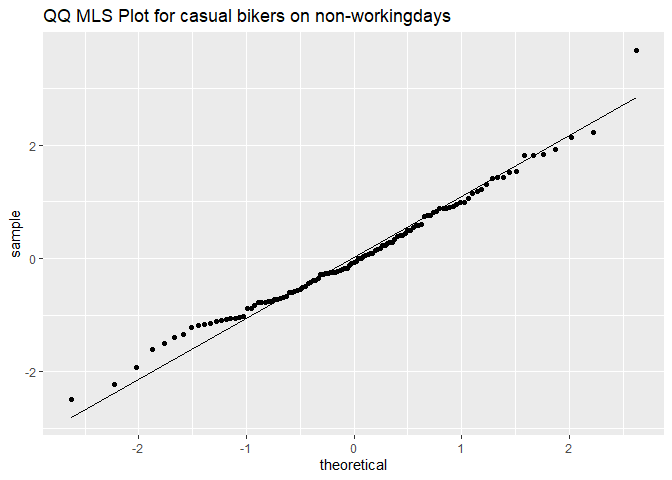 QQ MLS Plot for casual bikers on non-workingdays
2
0
-2
sample
-2
-1
0
1
2
theoretical